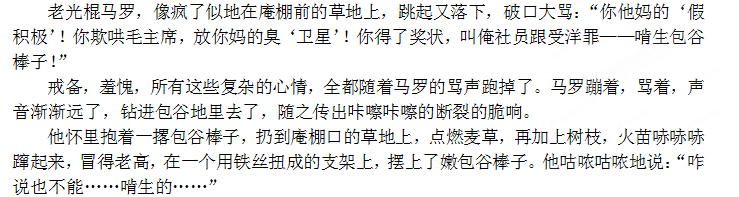 老光棍马罗，像疯了似地在庵棚前的草地上，跳起又落下，破口大骂：“你他妈的‘假
积极’！你欺哄毛主席，放你妈的臭‘卫星’！你得了奖状，叫俺社员跟受洋罪——啃生包谷
棒子！”
戒备，羞愧，所有这些复杂的心情，全都随着马罗的骂声跑掉了。马罗蹦着，骂着，声
音渐渐远了，钻进包谷地里去了，随之传出咔嚓咔嚓的断裂的脆响。
他怀里抱着一撂包谷棒子，扔到庵棚口的草地上，点燃麦草，再加上树枝，火苗哧哧哧
蹿起来，冒得老高，在一个用铁丝扭成的支架上，摆上了嫩包谷棒子。他咕哝咕哝地说：“咋
说也不能……啃生的……”